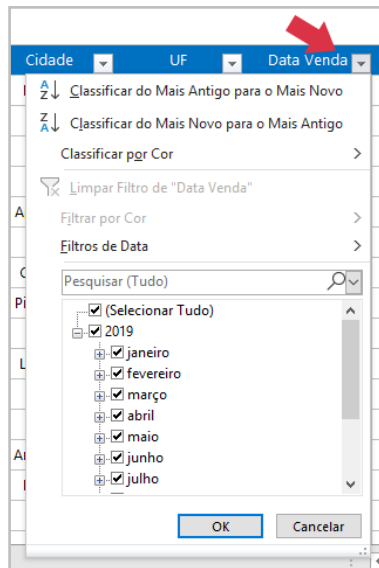 Cidade UF Data Venda
Classificar do Mais Antigo para o Mais Novo
Classificar do Mais Novo para o Mais Antigo
Classificar por Cor
Limpar Filtro de "Data Venda"
Filtrar por Cor
Filtros de Data
Pesquisar (Tudo)
(Selecionar Tudo)
2019
janeiro
fevereiro
março
abril
maio
junho
julho
OK Cancelar